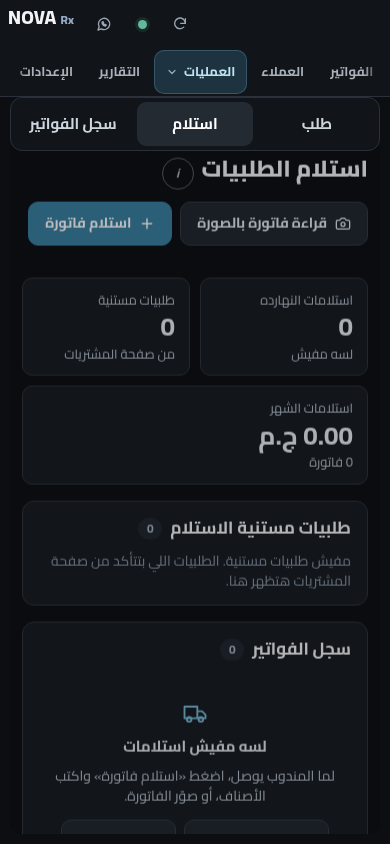 NOVA Rx
الفواتير العملاء العمليات التقارير الإعدادات
طلب استلام سجل الفواتير
استلام الطلبيات i
قراءة فاتورة بالصورة + استلام فاتورة
استلامات النهارده
0
لسه مفيش
طلبيات مستنية
0
من صفحة المشتريات
استلامات الشهر
0.00 ج.م
0 فاتورة
طلبيات مستنية الاستلام 0
مفيش طلبيات مستنية. الطلبيات اللي بتتأكد من صفحة
المشتريات هتظهر هنا.
سجل الفواتير 0
لسه مفيش استلامات
لما المندوب يوصل، اضغط «استلام فاتورة» واكتب
الأصناف، أو صوّر الفاتورة.